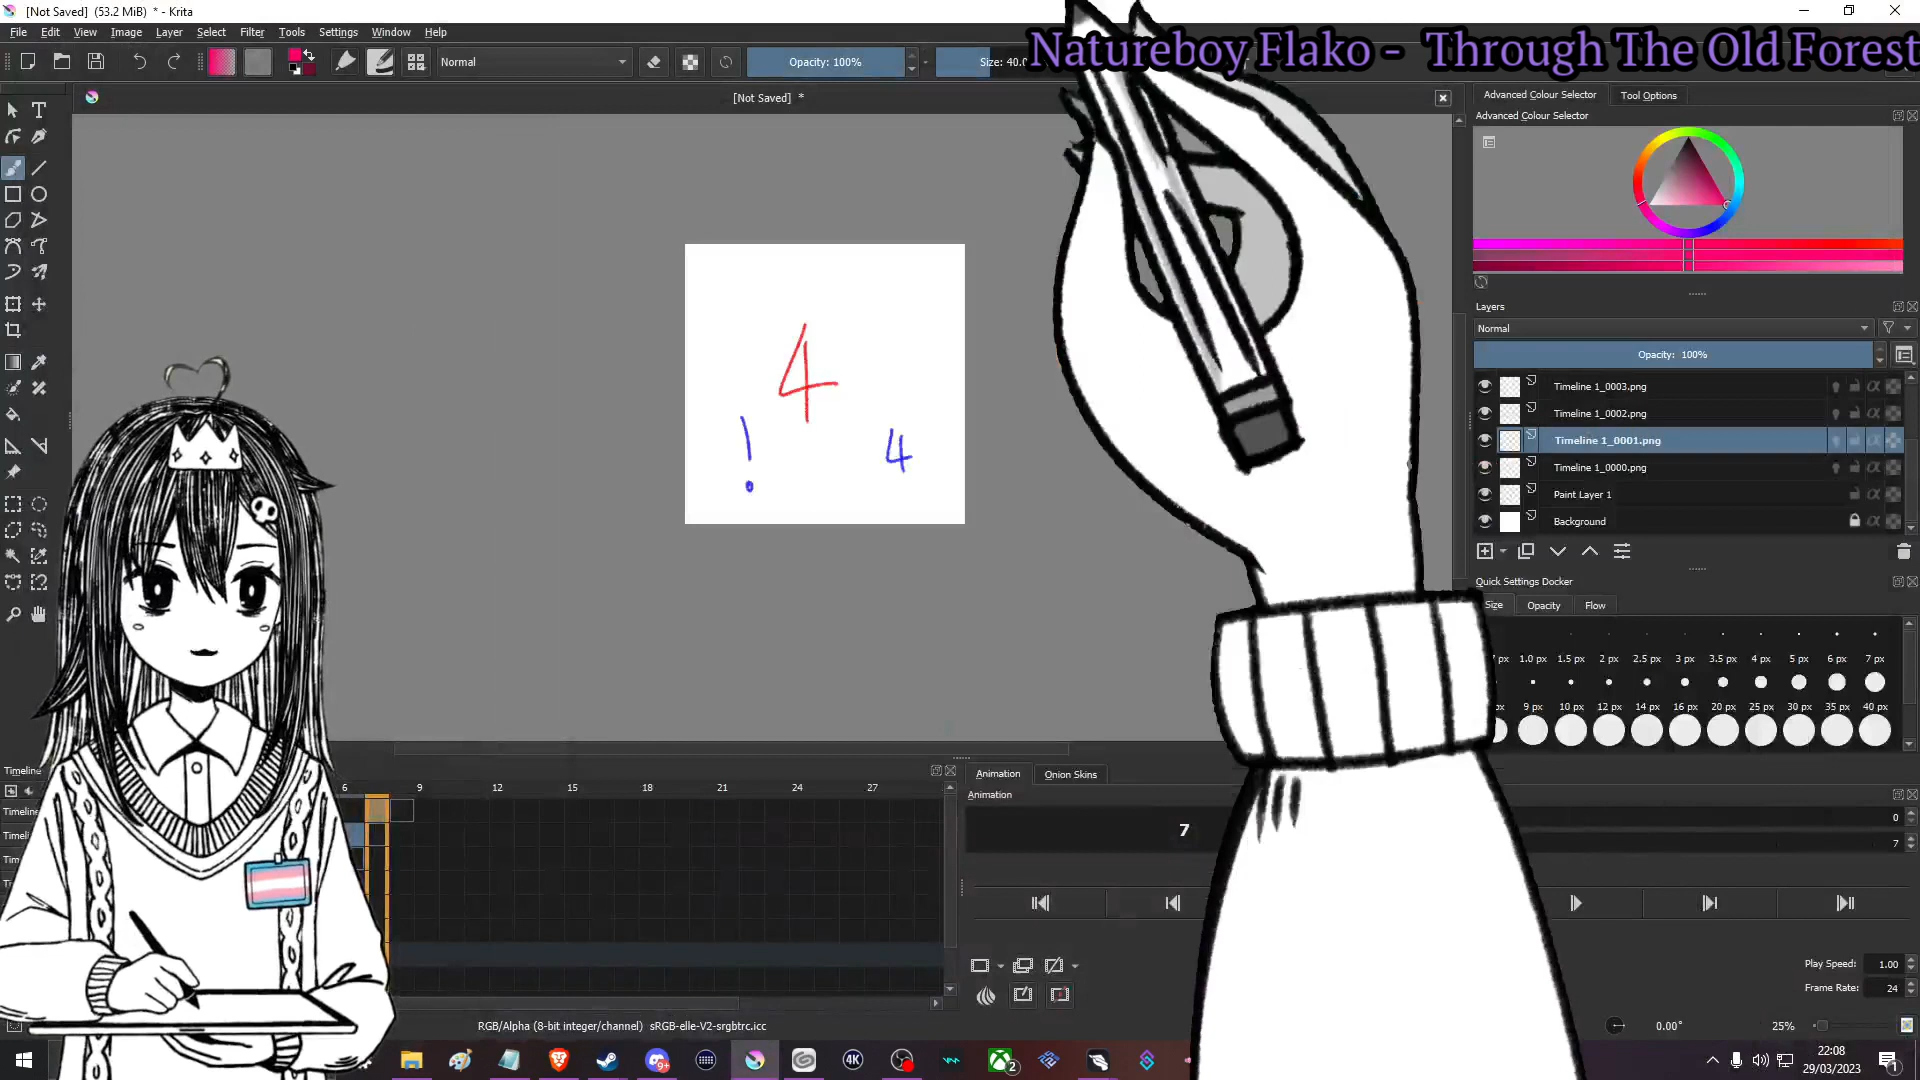 [Not Saved] (53.2 MiB) * - Krita
File Edit View Image Layer Select Filter Tools Settings Window Help
Natureboy Flako - Through The Old Forest
Normal
Opacity: 100%
Size: 40.0
[Not Saved] *
Advanced Colour Selector
Tool Options
Advanced Colour Selector
4
!
4
Layers
Normal
Opacity: 100%
Timeline 1_0003.png
Timeline 1_0002.png
Timeline 1_0001.png
Timeline 1_0000.png
Paint Layer 1
Background
Quick Settings Docker
Size Opacity Flow
1.0 px 1.5 px 2 px 2.5 px 3 px 3.5 px 4 px 5 px 6 px 7 px
9 px 10 px 12 px 14 px 16 px 20 px 25 px 30 px 35 px 40 px
Timeline
6 9 12 15 18 21 24 27
Animation Onion Skins
Animation
7
0
7
Play Speed: 1.00
Frame Rate: 24
RGB/Alpha (8-bit integer/channel) sRGB-elle-V2-srgbtrc.icc
0.00°
25%
9+
4K
2
22:08
29/03/2023
1